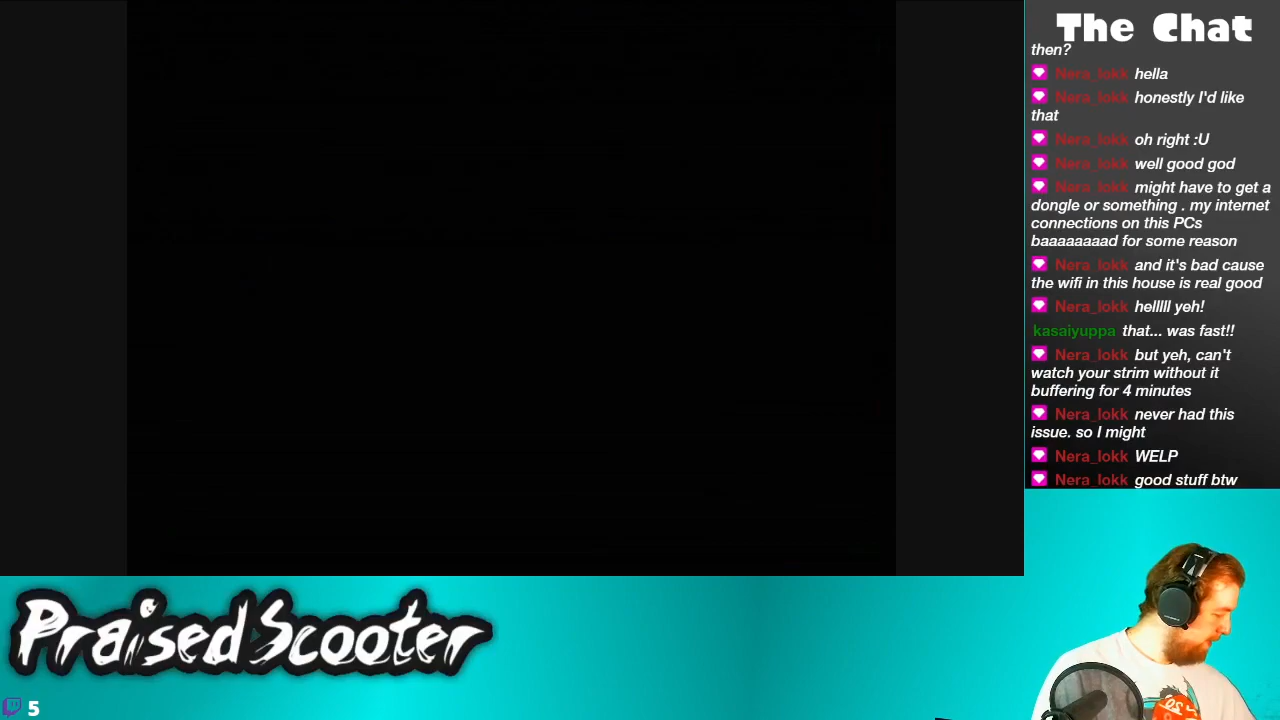 The Chat
then?
Nera_lokk hella
Nera_lokk honestly I'd like
that
Nera_lokk oh right :U
Nera_lokk well good god
Nera_lokk might have to get a
dongle or something . my internet
connections on this PCs
baaaaaaaad for some reason
Nera_lokk and it's bad cause
the wifi in this house is real good
Nera_lokk helllll yeh!
kasaiyuppa that... was fast!!
Nera_lokk but yeh, can't
watch your strim without it
buffering for 4 minutes
Nera_lokk never had this
issue. so I might
Nera_lokk WELP
Nera_lokk good stuff btw
PraisedScooter
5